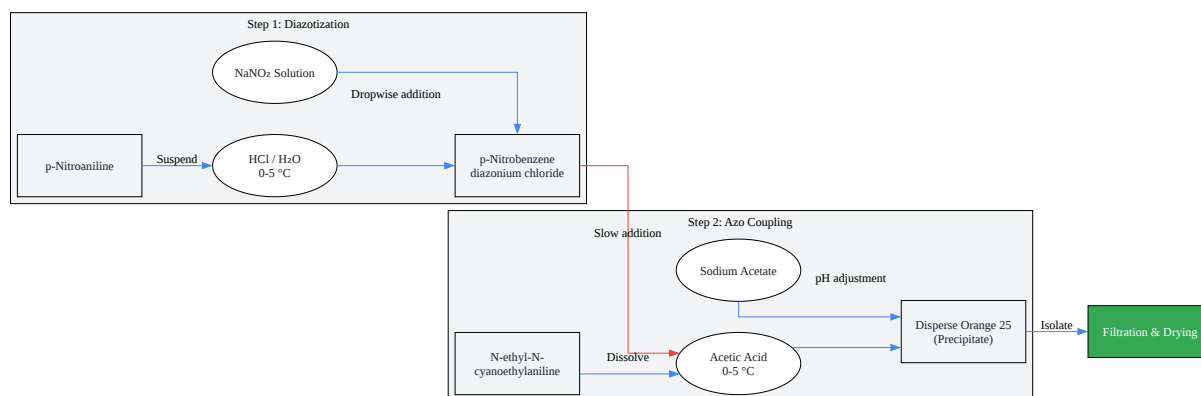 Step 1: Diazotization
NaNO₂ Solution
Dropwise addition
p-Nitroaniline
Suspend
HCl / H₂O
0-5 °C
p-Nitrobenzene
diazonium chloride
Step 2: Azo Coupling
Slow addition
Sodium Acetate
pH adjustment
N-ethyl-N-
cyanoethylaniline
Dissolve
Acetic Acid
0-5 °C
Disperse Orange 25
(Precipitate)
Isolate
Filtration & Drying